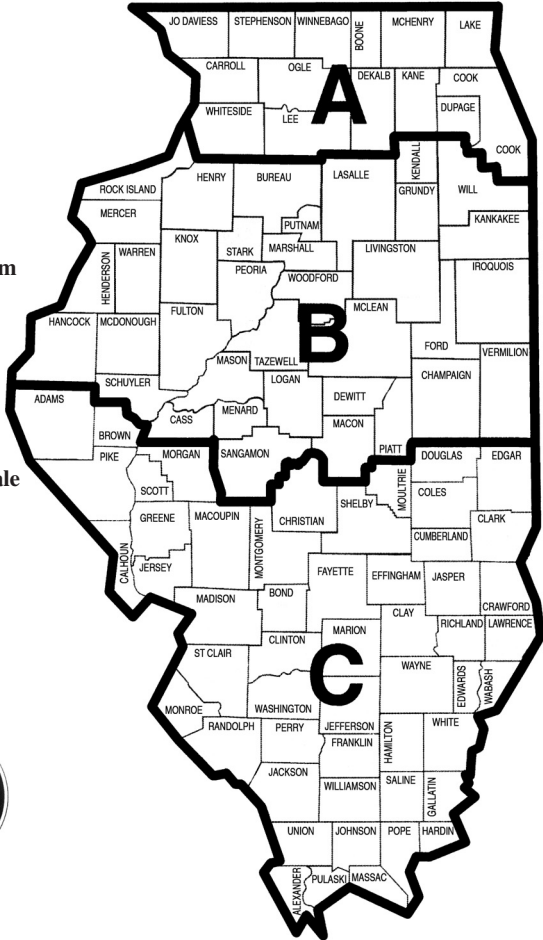 JO DAVIESS STEPHENSON WINNEBAGO BOONE MCHENRY LAKE
CARROLL OGLE DEKALB KANE COOK
A
DUPAGE
WHITESIDE LEE
COOK
KENDALL
HENRY BUREAU LASALLE
ROCK ISLAND GRUNDY WILL
MERCER
PUTNAM KANKAKEE
KNOX
HENDERSON WARREN STARK MARSHALL LIVINGSTON
m PEORIA IROQUOIS
WOODFORD
FULTON MCLEAN
HANCOCK MCDONOUGH B
FORD VERMILION
MASON TAZEWELL
LOGAN CHAMPAIGN
SCHUYLER
ADAMS DEWITT
CASS MENARD MACON
BROWN
PIKE MORGAN SANGAMON PIATT DOUGLAS EDGAR
ale
SCOTT SHELBY MOULTRIE COLES
GREENE MACOUPIN MONTGOMERY CHRISTIAN CLARK
CUMBERLAND
CALHOUN JERSEY FAYETTE EFFINGHAM JASPER
MADISON BOND CRAWFORD
CLAY
RICHLAND LAWRENCE
CLINTON MARION
ST CLAIR
C
WAYNE EDWARDS WABASH
MONROE WASHINGTON
RANDOLPH PERRY JEFFERSON HAMILTON WHITE
FRANKLIN
JACKSON
WILLIAMSON SALINE GALLATIN
UNION JOHNSON POPE HARDIN
ALEXANDER PULASKI MASSAC